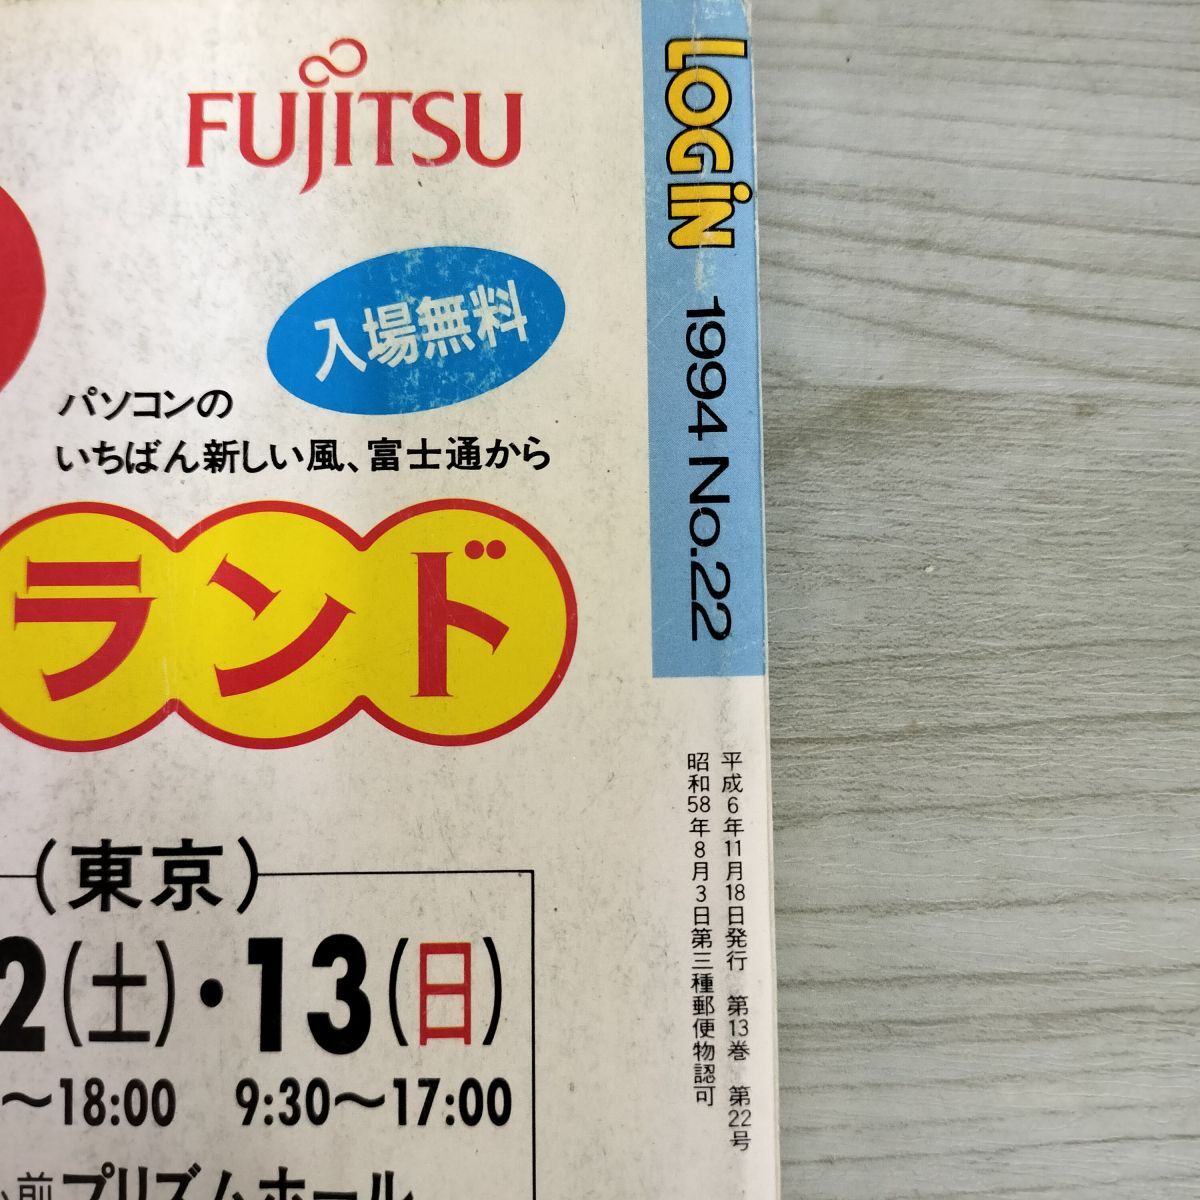 FUJITSU
入場無料
パソコンの
いちばん新しい風、富士通から
ランド
(東京)
2(土)・13(日)
～18:00 9:30～17:00
前プリズムホール
LOGiN 1994 No.22
平成6年11月18日発行 第13巻 第22号
昭和58年8月3日第三種郵便物認可